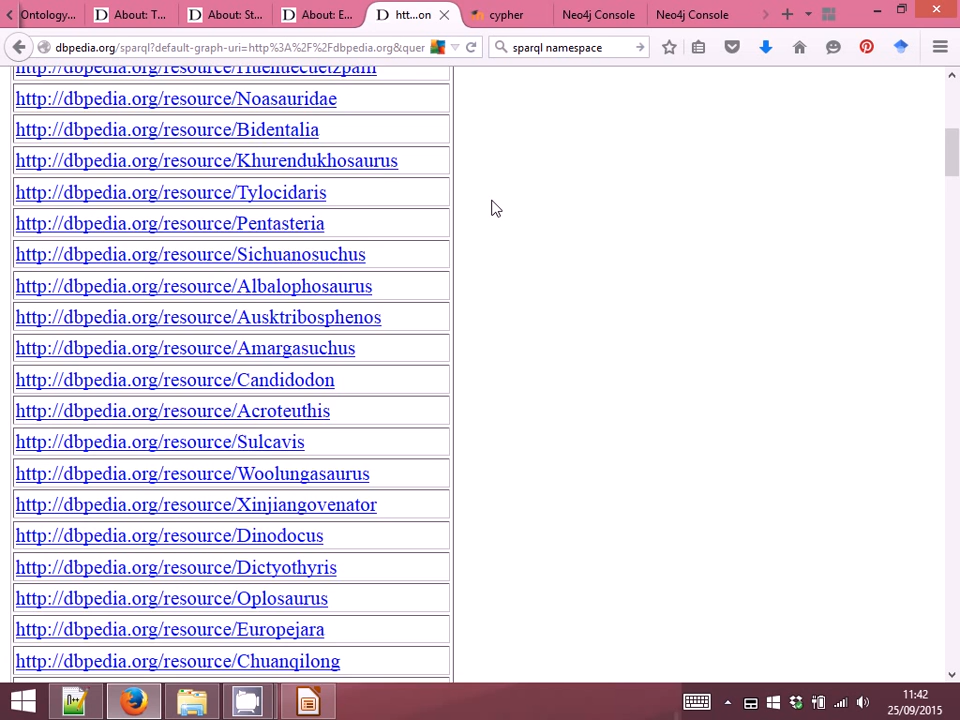 Ontology...
About: T...
About: St...
About: E...
htt...on
cypher
Neo4j Console
Neo4j Console
dbpedia.org/sparql?default-graph-uri=http%3A%2F%2Fdbpedia.org&quer
sparql namespace
http://dbpedia.org/resource/Huehuecuetzpalli
http://dbpedia.org/resource/Noasauridae
http://dbpedia.org/resource/Bidentalia
http://dbpedia.org/resource/Khurendukhosaurus
http://dbpedia.org/resource/Tylocidaris
http://dbpedia.org/resource/Pentasteria
http://dbpedia.org/resource/Sichuanosuchus
http://dbpedia.org/resource/Albalophosaurus
http://dbpedia.org/resource/Ausktribosphenos
http://dbpedia.org/resource/Amargasuchus
http://dbpedia.org/resource/Candidodon
http://dbpedia.org/resource/Acroteuthis
http://dbpedia.org/resource/Sulcavis
http://dbpedia.org/resource/Woolungasaurus
http://dbpedia.org/resource/Xinjiangovenator
http://dbpedia.org/resource/Dinodocus
http://dbpedia.org/resource/Dictyothyris
http://dbpedia.org/resource/Oplosaurus
http://dbpedia.org/resource/Europejara
http://dbpedia.org/resource/Chuanqilong
11:42
25/09/2015